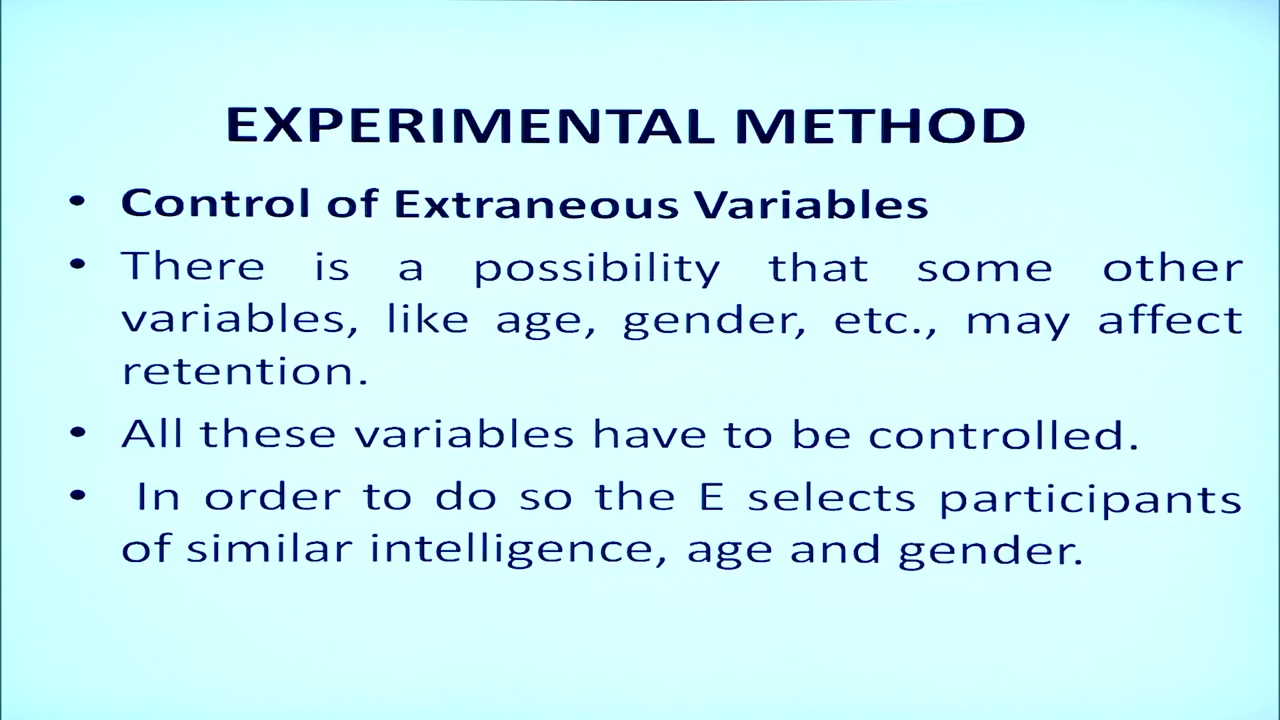 EXPERIMENTAL METHOD
• Control of Extraneous Variables
• There is a possibility that some other
variables, like age, gender, etc., may affect
retention.
• All these variables have to be controlled.
• In order to do so the E selects participants
of similar intelligence, age and gender.